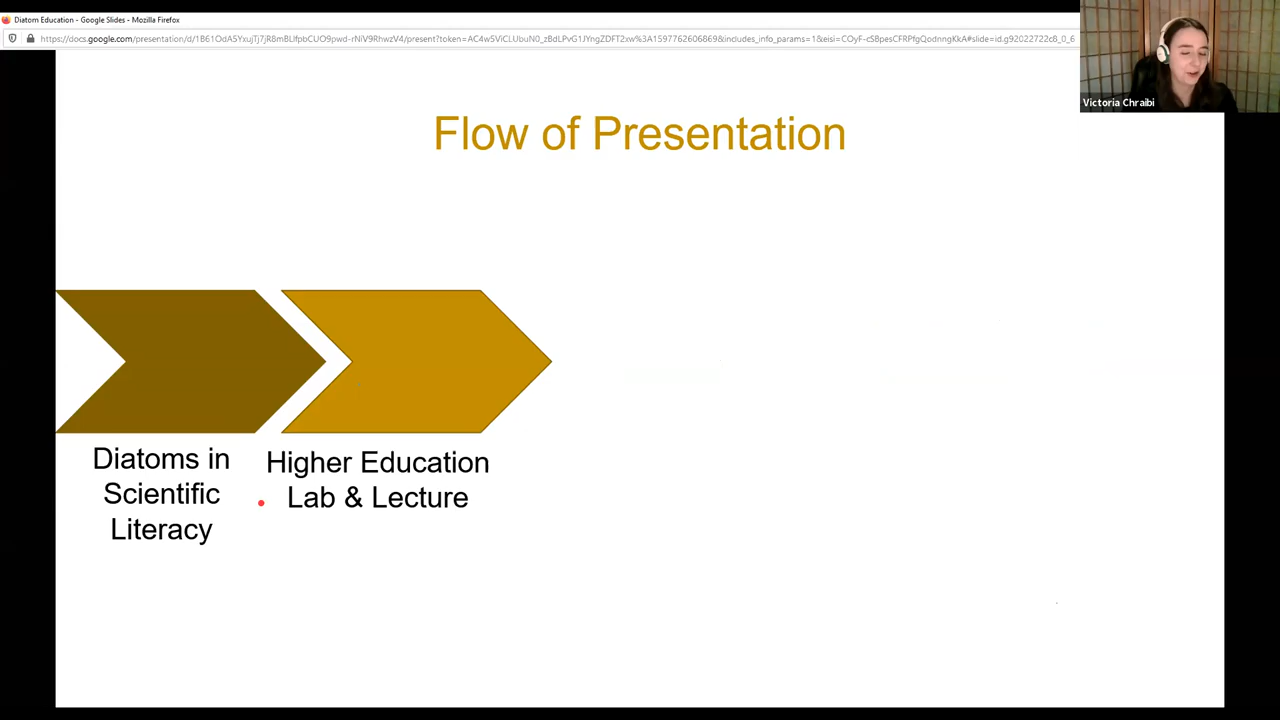 Diatom Education - Google Slides - Mozilla Firefox
Victoria Chraibi
Flow of Presentation
Diatoms in
Scientific
Literacy
Higher Education
Lab & Lecture